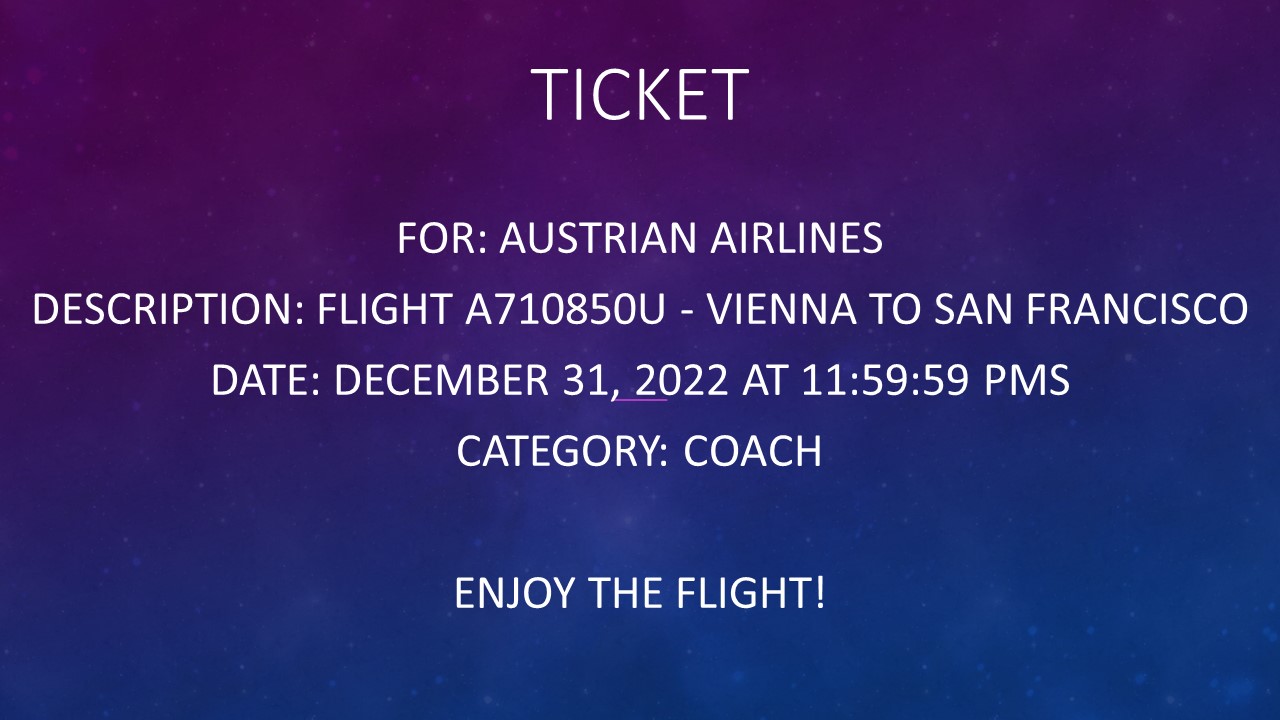 TICKET
FOR: AUSTRIAN AIRLINES
DESCRIPTION: FLIGHT A710850U - VIENNA TO SAN FRANCISCO
DATE: DECEMBER 31, 2022 AT 11:59:59 PMS
CATEGORY: COACH
ENJOY THE FLIGHT!